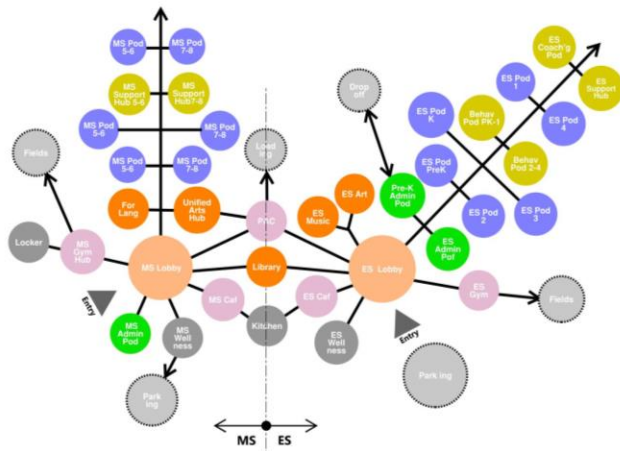 MS Pod
5-6
MS Pod
7-8
MS
Support
Hub 5-6
MS
Support
Hub7-8
MS Pod
5-6
MS Pod
7-8
MS Pod
5-6
MS Pod
7-8
For
Lang
Unified
Arts
Hub
Fields
Locker
MS
Gym
Hub
MS Lobby
Entry
MS
Admin
Pod
MS
Well
ness
Park
ing
Load
ing
PAC
Library
MS Caf
ES Caf
Kitchen
MS
ES
ES
Music
ES Art
Drop
off
Pre-K
Admin
Pod
ES
Admin
Pof
ES Lobby
ES
Well
ness
Entry
Park ing
ES
Gym
Fields
ES Pod
K
ES Pod
PreK
ES Pod
2
ES Pod
3
Behav
Pod PK-1
Behav
Pod 2-4
ES Pod
1
ES Pod
4
ES
Coach'g
Pod
ES
Support
Hub